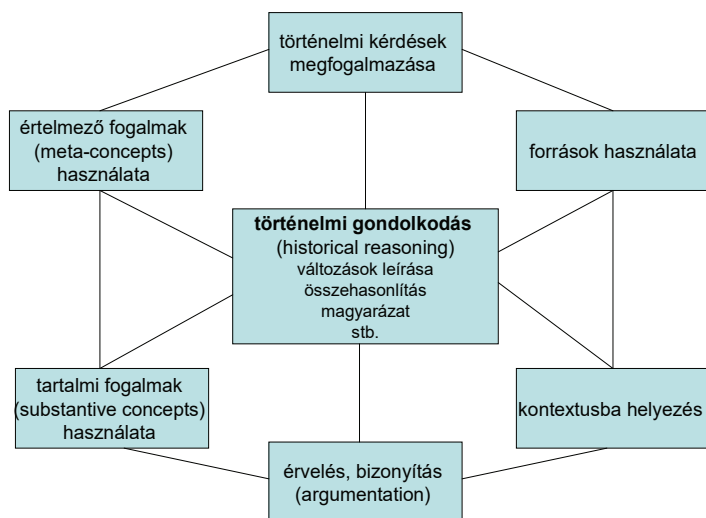 történelmi kérdések
megfogalmazása
értelmező fogalmak
(meta-concepts)
használata
források használata
történelmi gondolkodás
(historical reasoning)
változások leírása
összehasonlítás
magyarázat
stb.
tartalmi fogalmak
(substantive concepts)
használata
kontextusba helyezés
érvelés, bizonyítás
(argumentation)